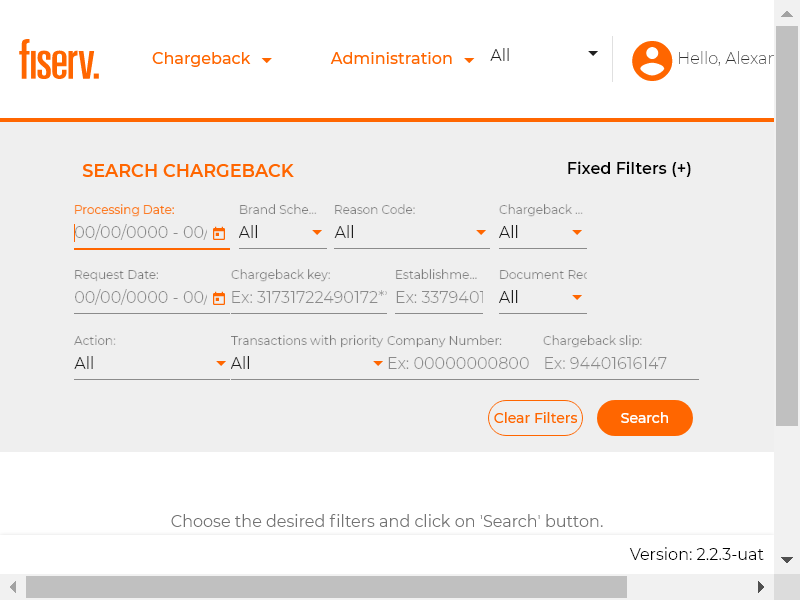 fiserv.
Chargeback
Administration
All
Hello, Alexar
SEARCH CHARGEBACK
Fixed Filters (+)
Processing Date:
Brand Sche...
Reason Code:
Chargeback ...
00/00/0000 - 00/
All
All
All
Request Date:
Chargeback key:
Establishme...
Document Rec
00/00/0000 - 00/
Ex: 31731722490172**
Ex: 3379401
All
Action:
Transactions with priority
Company Number:
Chargeback slip:
All
All
Ex: 00000000800
Ex: 94401616147
Clear Filters
Search
Choose the desired filters and click on 'Search' button.
Version: 2.2.3-uat